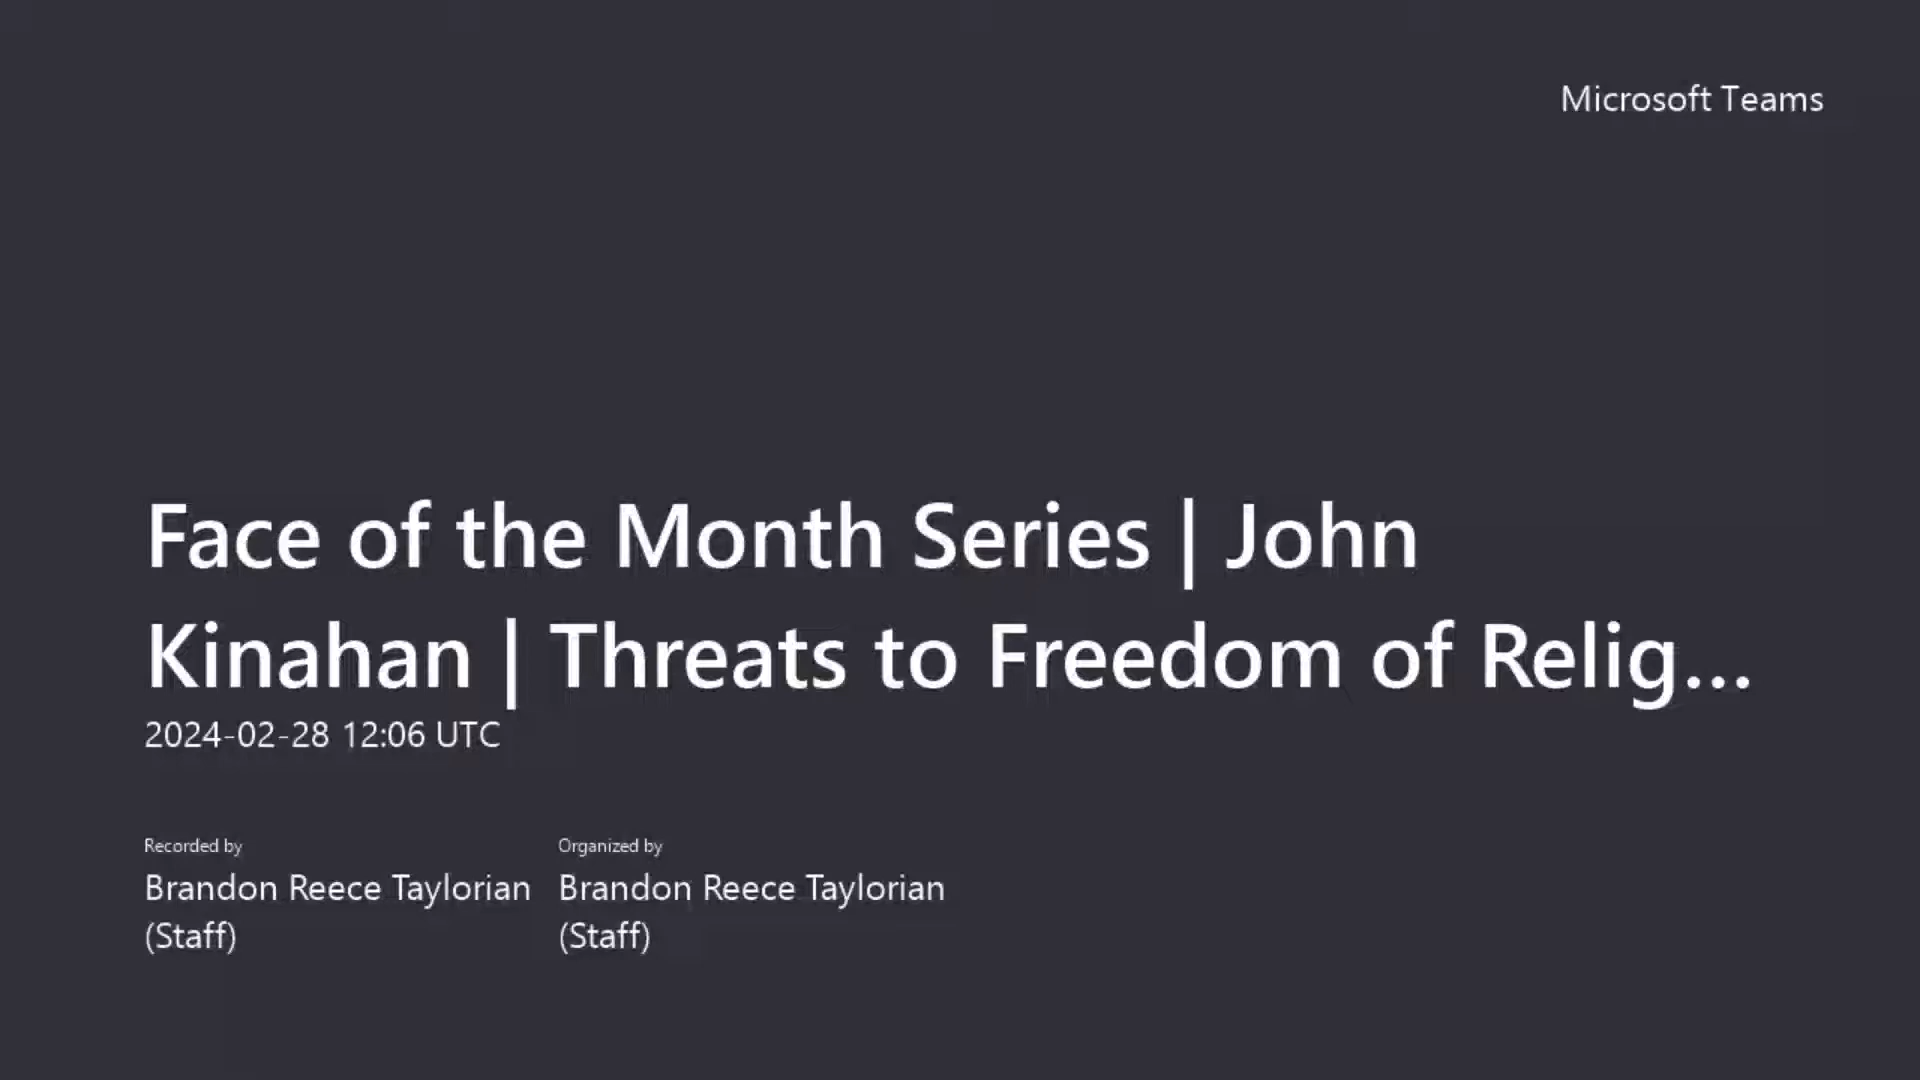 Microsoft Teams
Face of the Month Series | John
Kinahan | Threats to Freedom of Relig...
2024-02-28 12:06 UTC
Recorded by
Brandon Reece Taylorian
(Staff)
Organized by
Brandon Reece Taylorian
(Staff)